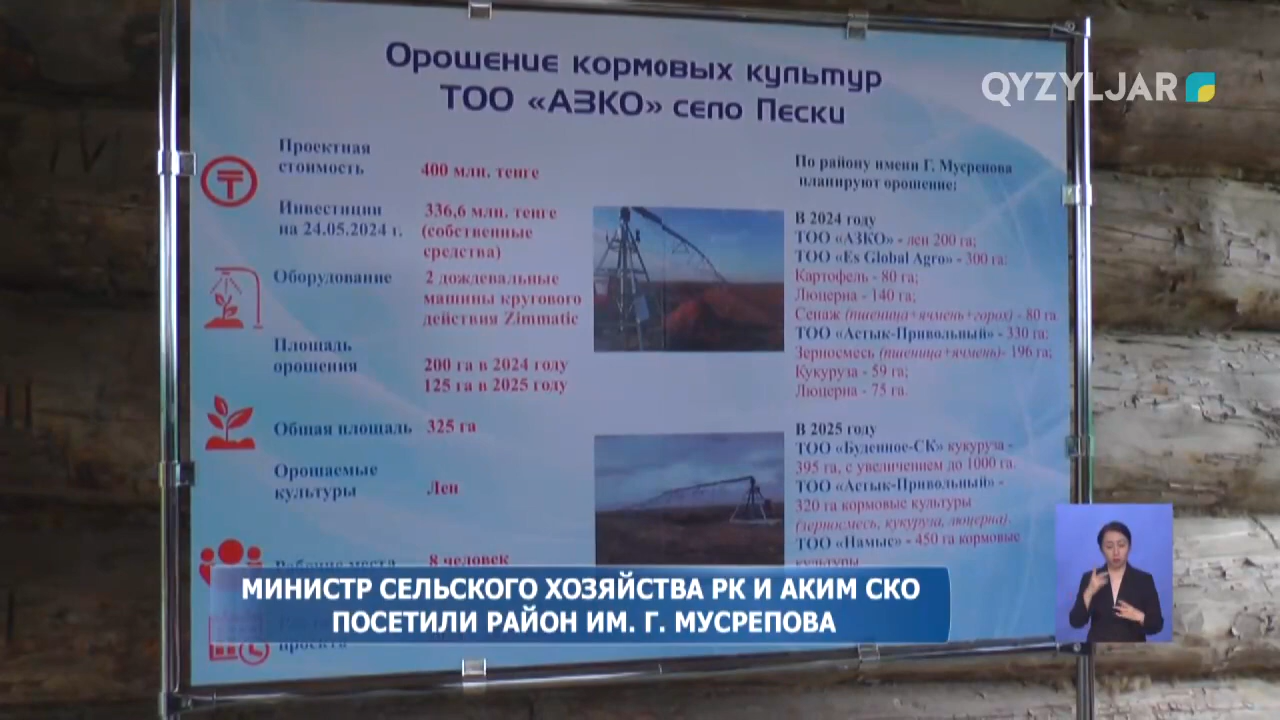 QYZYLJAR
Орошение кормовых культур
ТОО «АЗКО» село Пески
Проектная
стоимость
400 млн. тенге
Инвестиции
на 24.05.2024 г.
336,6 млн. тенге
(собственные
средства)
Оборудование
2 дождевальные
машины кругового
действия Zimmatic
Площадь
орошения
200 га в 2024 году
125 га в 2025 году
Общая площадь
325 га
Орошаемые
культуры
Лен
Рабочие места
8 человек
проекта
По району имени Г. Мусрепова
планируют орошение:
В 2024 году
ТОО «АЗКО» - лен 200 га;
ТОО «Es Global Agro» - 300 га:
Картофель - 80 га;
Люцерна - 140 га;
Сенаж (пшеница+ячмень+горох) - 80 га.
ТОО «Астык-Привольный» - 330 га:
Зерносмесь (пшеница+ячмень)- 196 га;
Кукуруза - 59 га;
Люцерна - 75 га.
В 2025 году
ТОО «Буденное-СК» кукуруза -
395 га, с увеличением до 1000 га.
ТОО «Астык-Привольный» -
320 га кормовые культуры
(зерносмесь, кукуруза, люцерна).
ТОО «Намыс» - 450 га кормовые
культуры
МИНИСТР СЕЛЬСКОГО ХОЗЯЙСТВА РК И АКИМ СКО
ПОСЕТИЛИ РАЙОН ИМ. Г. МУСРЕПОВА